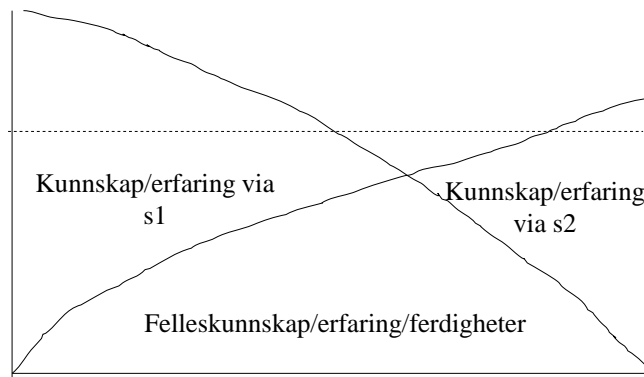 Kunnskap/erfaring via
s1
Kunnskap/erfaring
via s2
Felleskunnskap/erfaring/ferdigheter